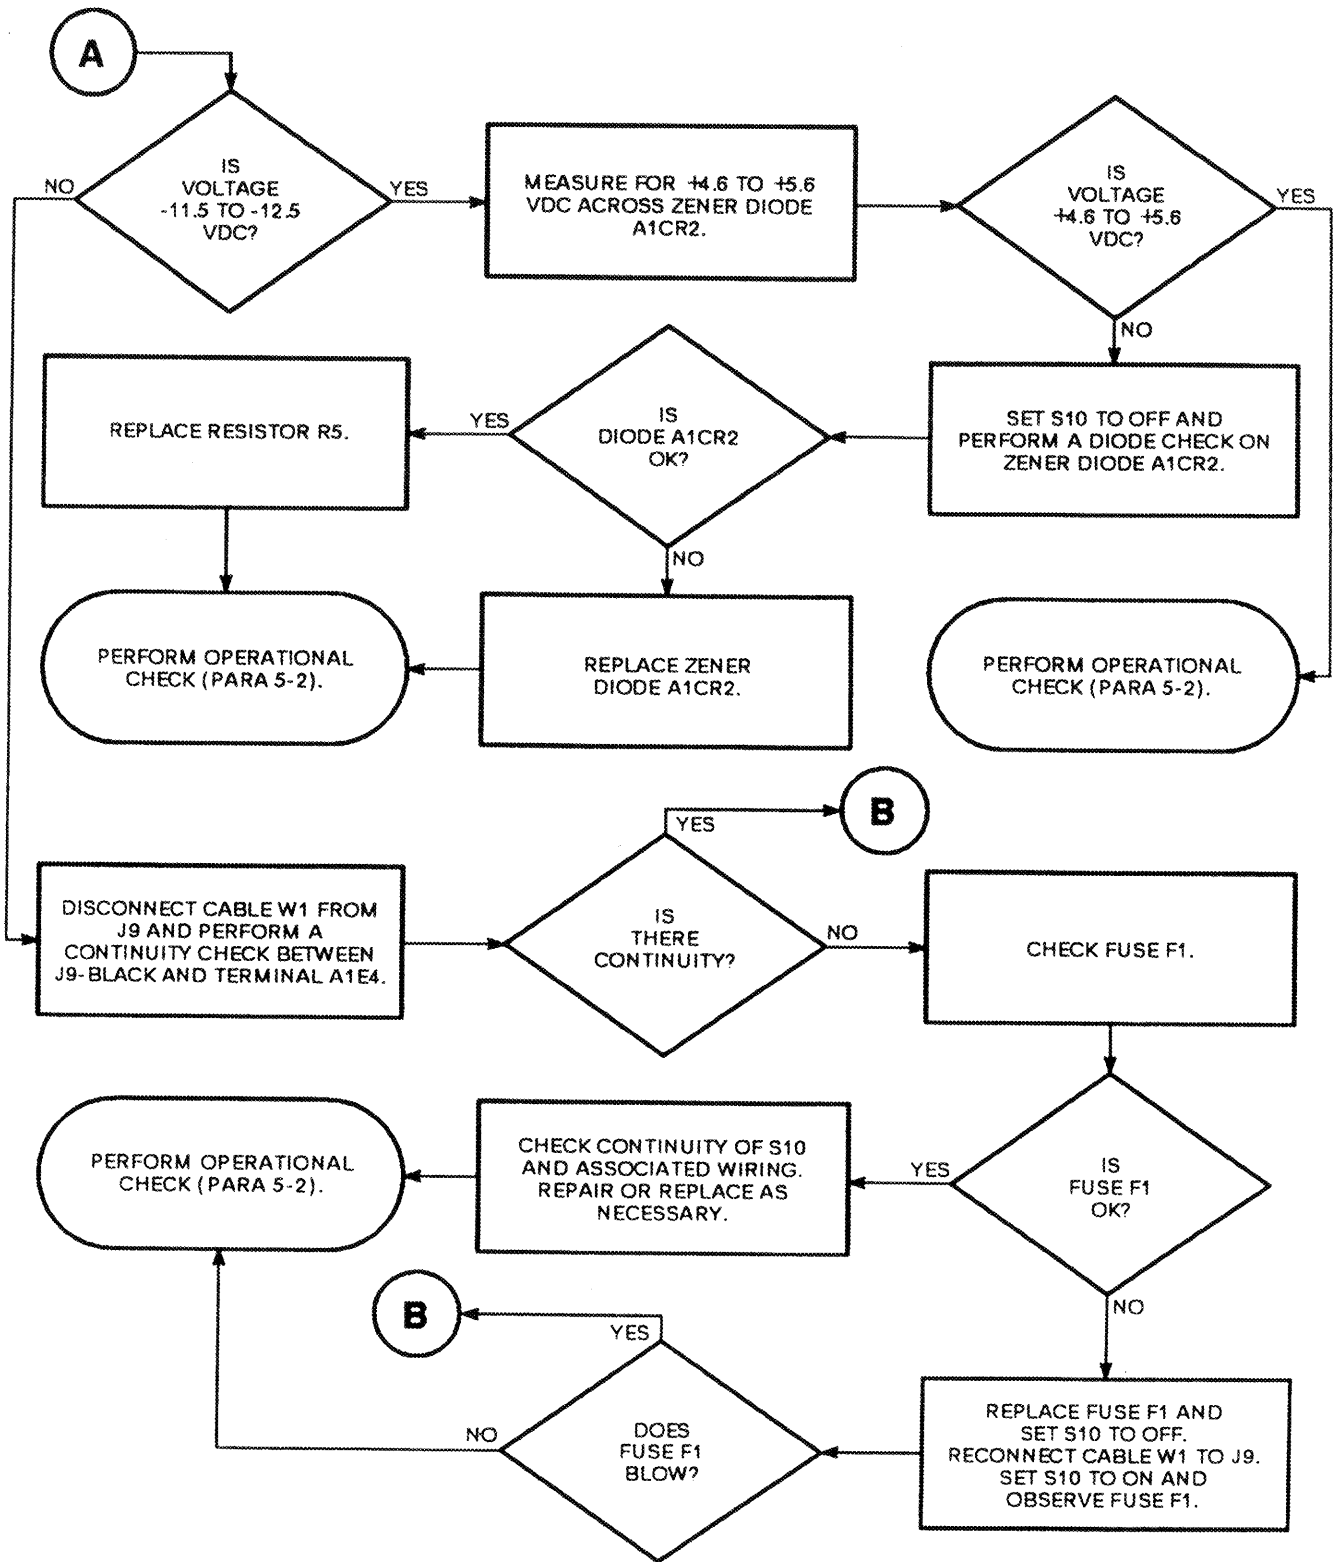 A
IS
VOLTAGE
-11.5 TO -12.5
VDC?
NO
YES
MEASURE FOR +4.6 TO +5.6
VDC ACROSS ZENER DIODE
A1CR2.
IS
VOLTAGE
+4.6 TO +5.6
VDC?
YES
NO
SET S10 TO OFF AND
PERFORM A DIODE CHECK ON
ZENER DIODE A1CR2.
IS
DIODE A1CR2
OK?
YES
NO
REPLACE RESISTOR R5.
PERFORM OPERATIONAL
CHECK (PARA 5-2).
REPLACE ZENER
DIODE A1CR2.
PERFORM OPERATIONAL
CHECK (PARA 5-2).
DISCONNECT CABLE W1 FROM
J9 AND PERFORM A
CONTINUITY CHECK BETWEEN
J9-BLACK AND TERMINAL A1E4.
IS
THERE
CONTINUITY?
YES
B
NO
CHECK FUSE F1.
IS
FUSE F1
OK?
YES
NO
CHECK CONTINUITY OF S10
AND ASSOCIATED WIRING.
REPAIR OR REPLACE AS
NECESSARY.
PERFORM OPERATIONAL
CHECK (PARA 5-2).
REPLACE FUSE F1 AND
SET S10 TO OFF.
RECONNECT CABLE W1 TO J9.
SET S10 TO ON AND
OBSERVE FUSE F1.
DOES
FUSE F1
BLOW?
YES
B
NO